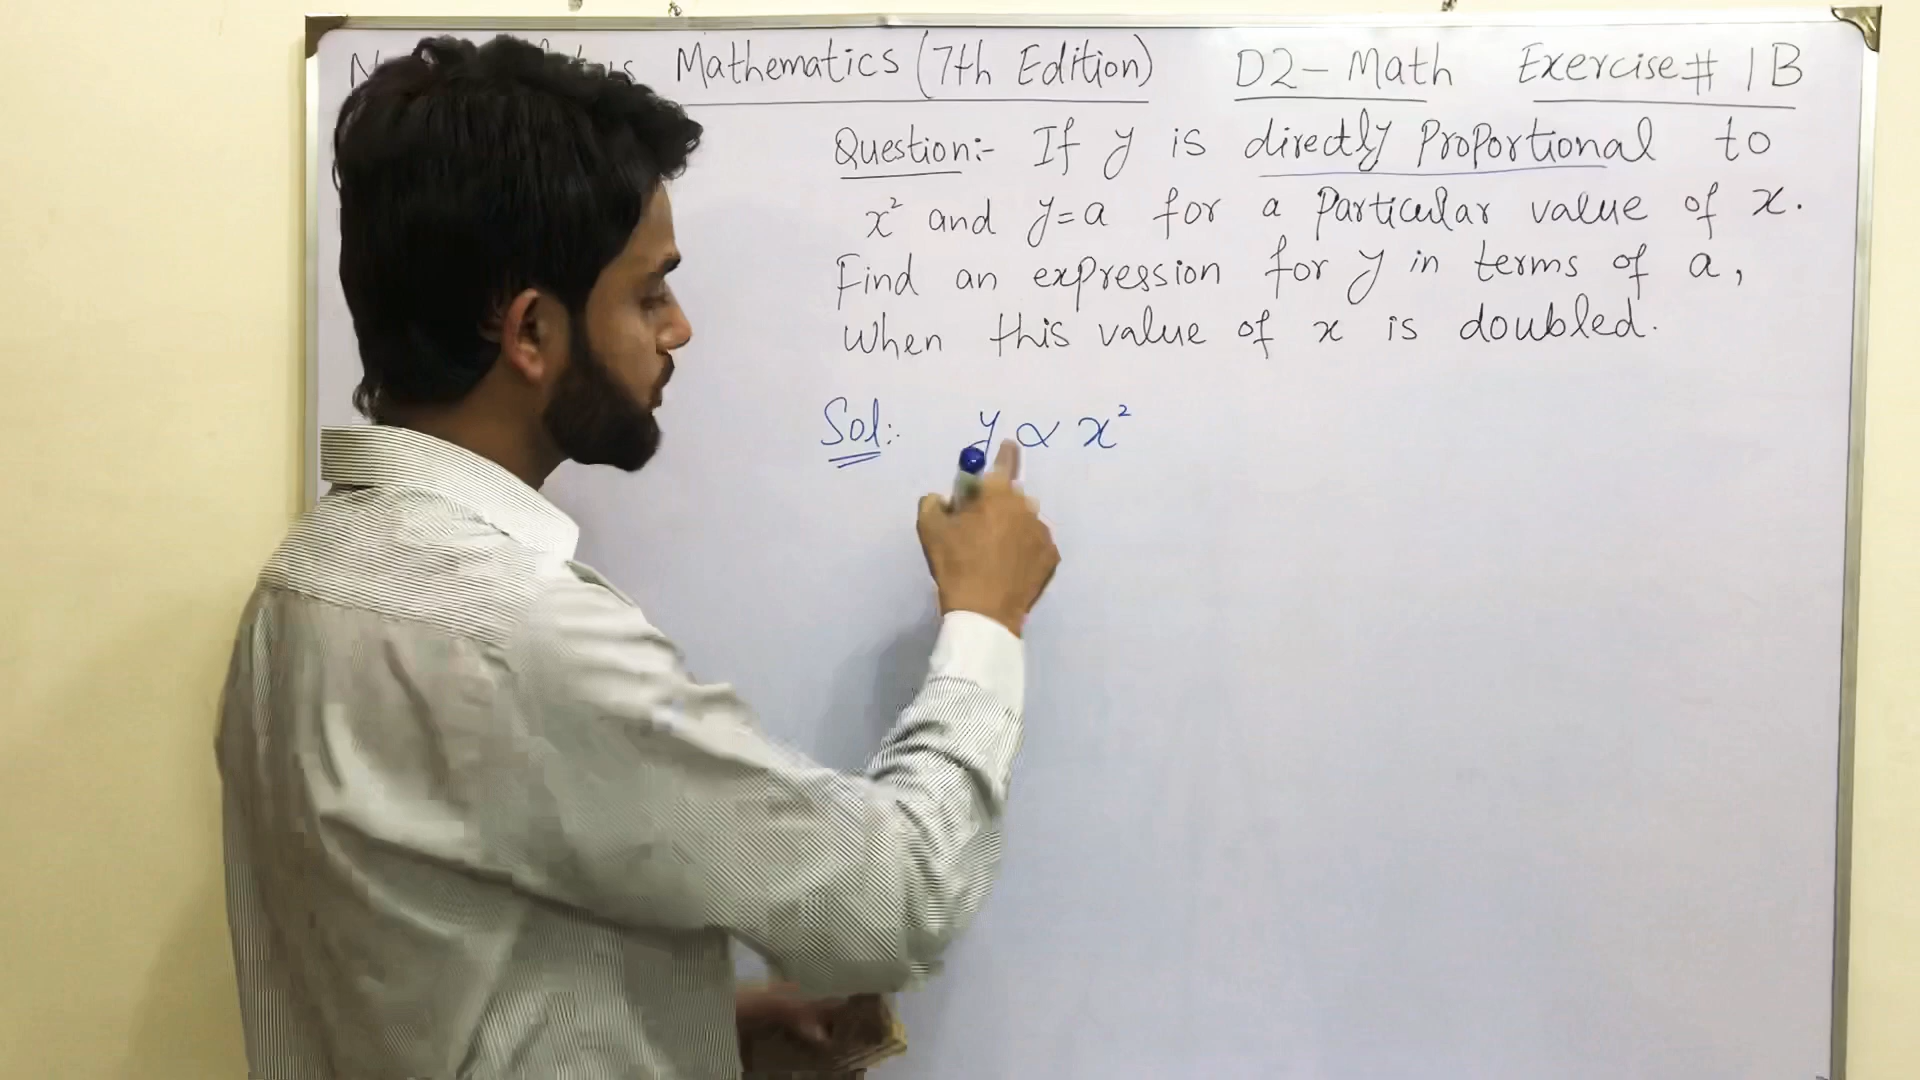 Mathematics (7th Edition) D2-Math Exercise# 1B
Question:- If y is directly Proportional to
x² and y=a for a Particular value of x.
Find an expression for y in terms of a,
When this value of x is doubled.
Sol:- y ∝ x²